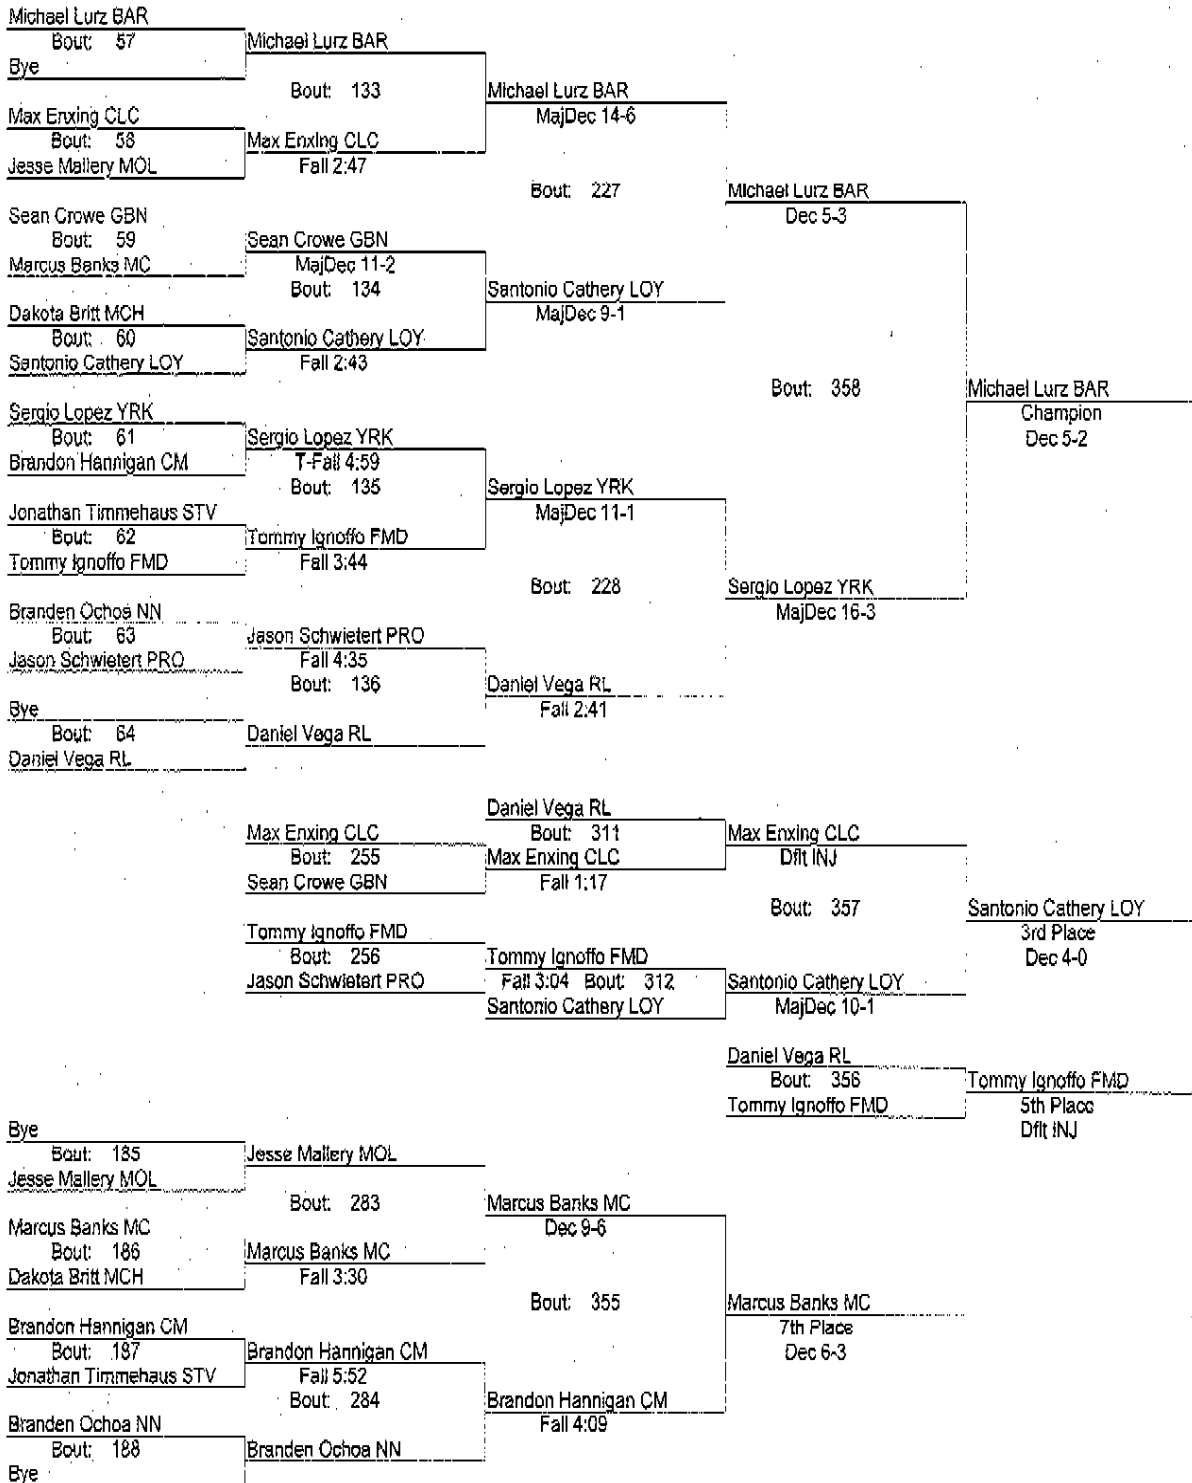 Michael Lurz BAR
Bout: 57
Bye
Michael Lurz BAR
Bout: 133
Max Enxing CLC
Bout: 58
Jesse Mallery MOL
Max Enxing CLC
Fall 2:47
Michael Lurz BAR
MajDec 14-6
Bout: 227
Sean Crowe GBN
Bout: 59
Marcus Banks MC
Sean Crowe GBN
MajDec 11-2
Bout: 134
Dakota Britt MCH
Bout: 60
Santonio Cathery LOY
Santonio Cathery LOY
Fall 2:43
Santonio Cathery LOY
MajDec 9-1
Michael Lurz BAR
Dec 5-3
Bout: 358
Sergio Lopez YRK
Bout: 61
Brandon Hannigan CM
Sergio Lopez YRK
T-Fall 4:59
Bout: 135
Jonathan Timmehaus STV
Bout: 62
Tommy Ignoffo FMD
Tommy Ignoffo FMD
Fall 3:44
Sergio Lopez YRK
MajDec 11-1
Bout: 228
Branden Ochoa NN
Bout: 63
Jason Schwietert PRO
Jason Schwietert PRO
Fall 4:35
Bout: 136
Bye
Bout: 64
Daniel Vega RL
Daniel Vega RL
Daniel Vega RL
Fall 2:41
Sergio Lopez YRK
MajDec 16-3
Michael Lurz BAR
Champion
Dec 5-2
Max Enxing CLC
Bout: 255
Sean Crowe GBN
Daniel Vega RL
Bout: 311
Max Enxing CLC
Fall 1:17
Max Enxing CLC
Dflt INJ
Bout: 357
Tommy Ignoffo FMD
Bout: 256
Jason Schwietert PRO
Tommy Ignoffo FMD
Fall 3:04 Bout: 312
Santonio Cathery LOY
Santonio Cathery LOY
MajDec 10-1
Santonio Cathery LOY
3rd Place
Dec 4-0
Daniel Vega RL
Bout: 356
Tommy Ignoffo FMD
Tommy Ignoffo FMD
5th Place
Dflt INJ
Bye
Bout: 185
Jesse Mallery MOL
Jesse Mallery MOL
Bout: 283
Marcus Banks MC
Bout: 186
Dakota Britt MCH
Marcus Banks MC
Fall 3:30
Marcus Banks MC
Dec 9-6
Bout: 355
Brandon Hannigan CM
Bout: 187
Jonathan Timmehaus STV
Brandon Hannigan CM
Fall 5:52
Bout: 284
Branden Ochoa NN
Bout: 188
Bye
Branden Ochoa NN
Brandon Hannigan CM
Fall 4:09
Marcus Banks MC
7th Place
Dec 6-3